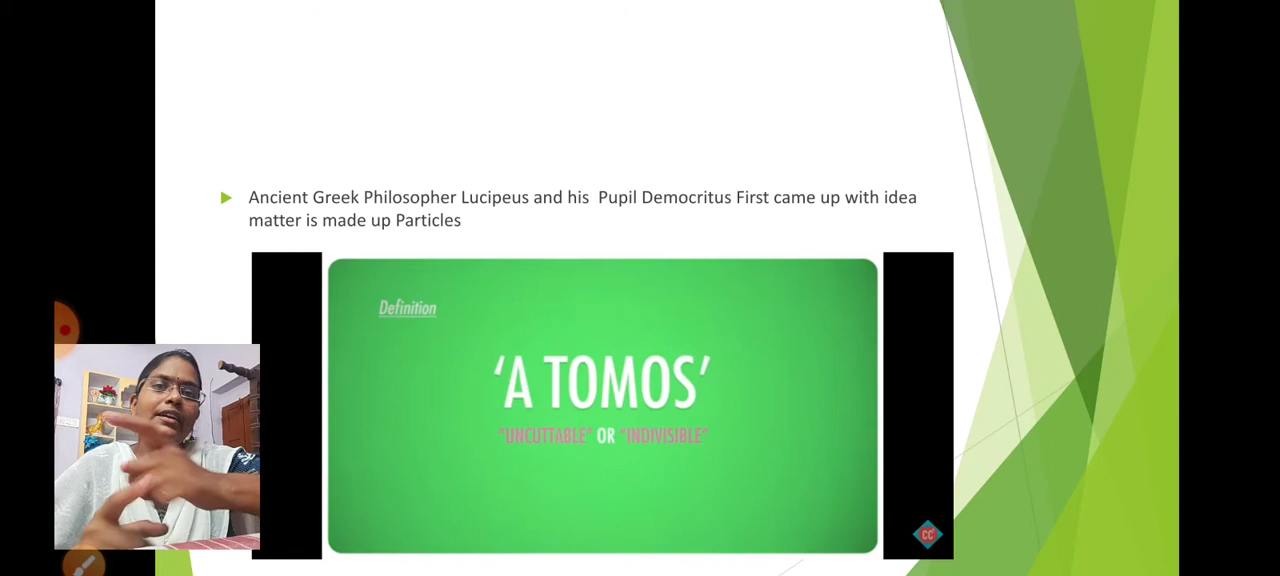 Ancient Greek Philosopher Lucipeus and his Pupil Democritus First came up with idea
matter is made up Particles
Definition
'A TOMOS'
"UNCUTTABLE" OR "INDIVISIBLE"
CC